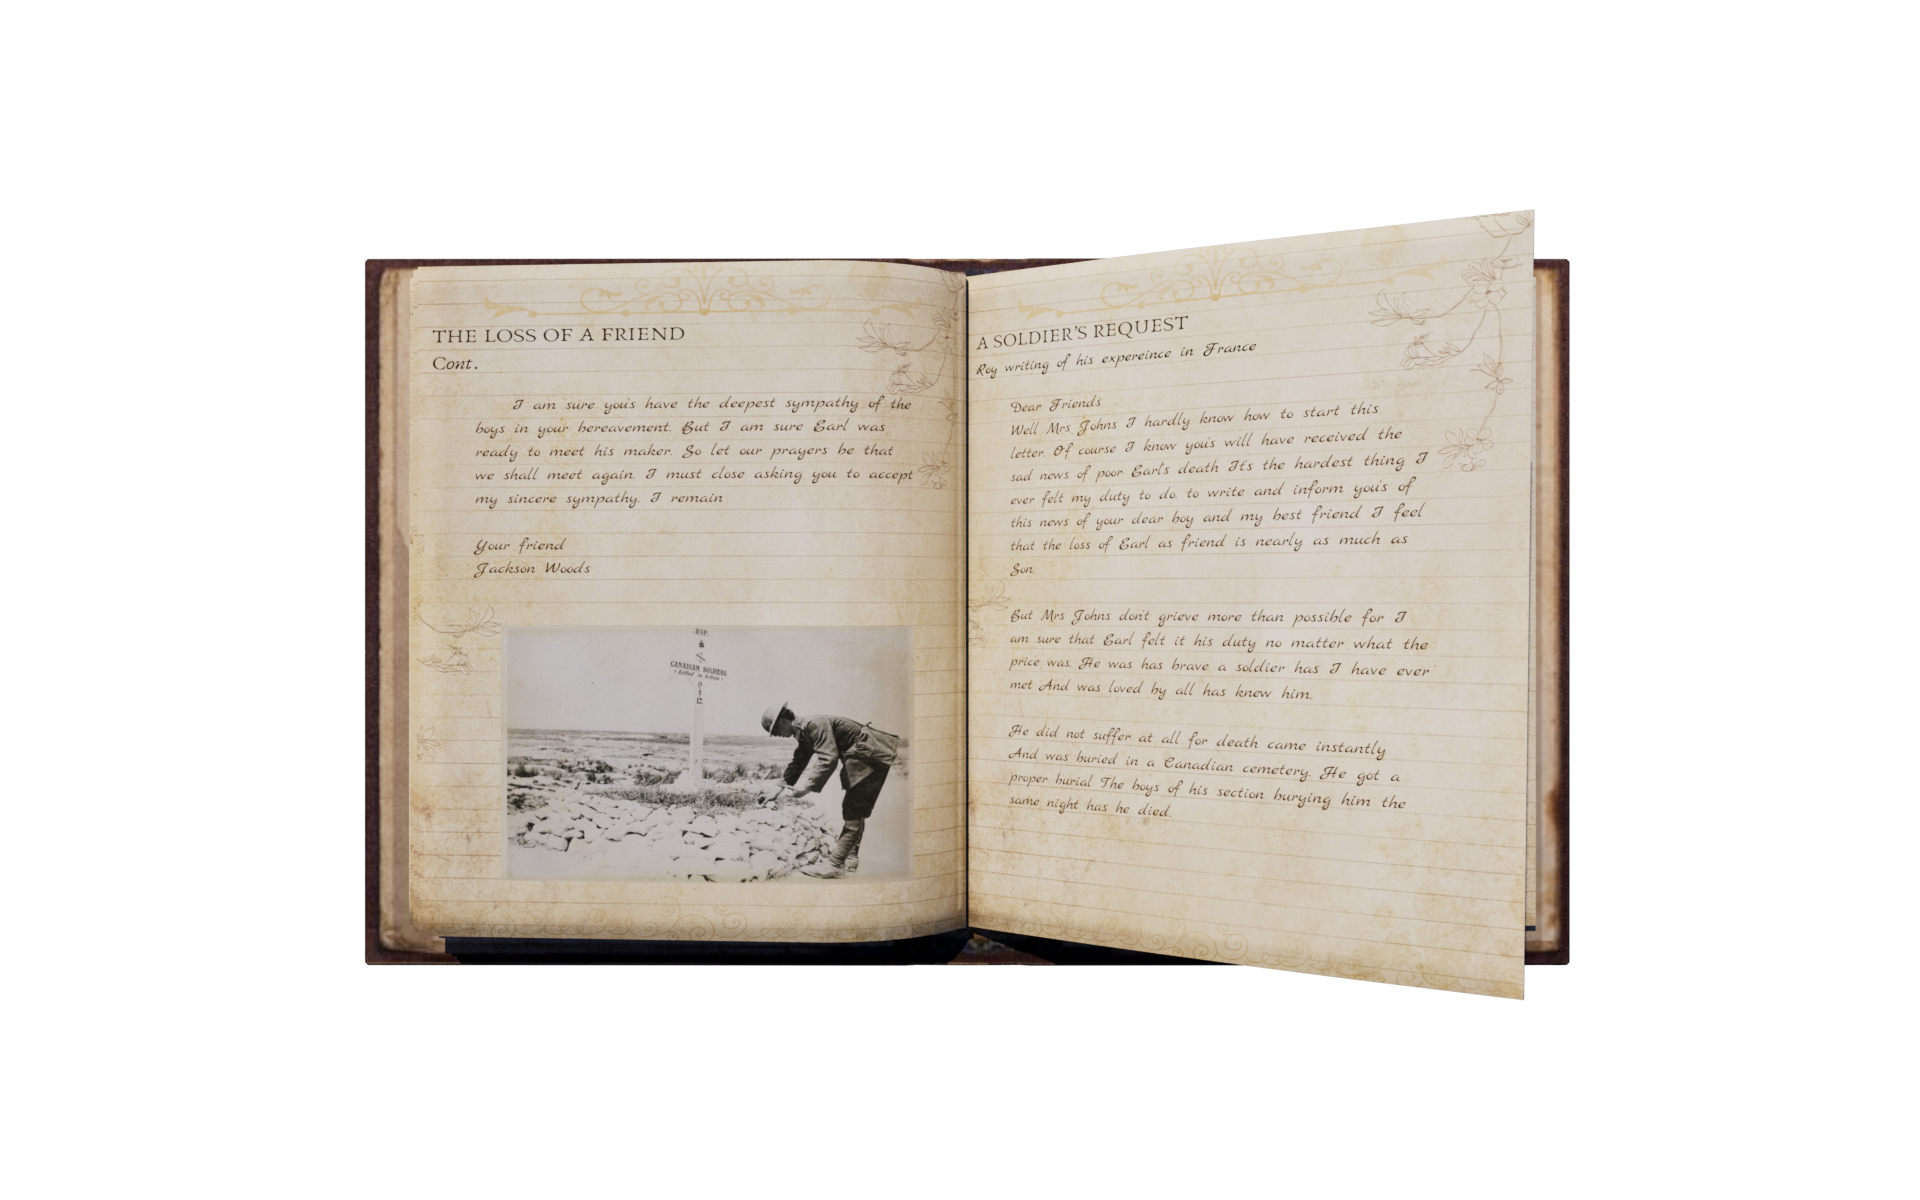 THE LOSS OF A FRIEND
Cont.
I am sure you's have the deepest sympathy of the
boys in your bereavement. But I am sure Earl was
ready to meet his maker. So let our prayers be that
we shall meet again. I must close asking you to accept
my sincere sympathy. I remain
Your friend
Jackson Woods
R.I.P.
CANADIAN SOLDIERS
Killed in Action
9
4
17.
A SOLDIER'S REQUEST
Roy writing of his expereince in France
Dear Friends
Well Mrs Johns I hardly know how to start this
letter. Of course I know you's will have received the
sad news of poor Earl's death It's the hardest thing I
ever felt my duty to do. to write and inform you's of
this news of your dear boy and my best friend I feel
that the loss of Earl as friend is nearly as much as
Son.
But Mrs Johns don't grieve more than possible for I
am sure that Earl felt it his duty no matter what the
price was. He was has brave a soldier has I have ever
met And was loved by all has knew him.
He did not suffer at all for death came instantly
And was buried in a Canadian cemetery. He got a
proper burial The boys of his section burying him the
same night has he died.